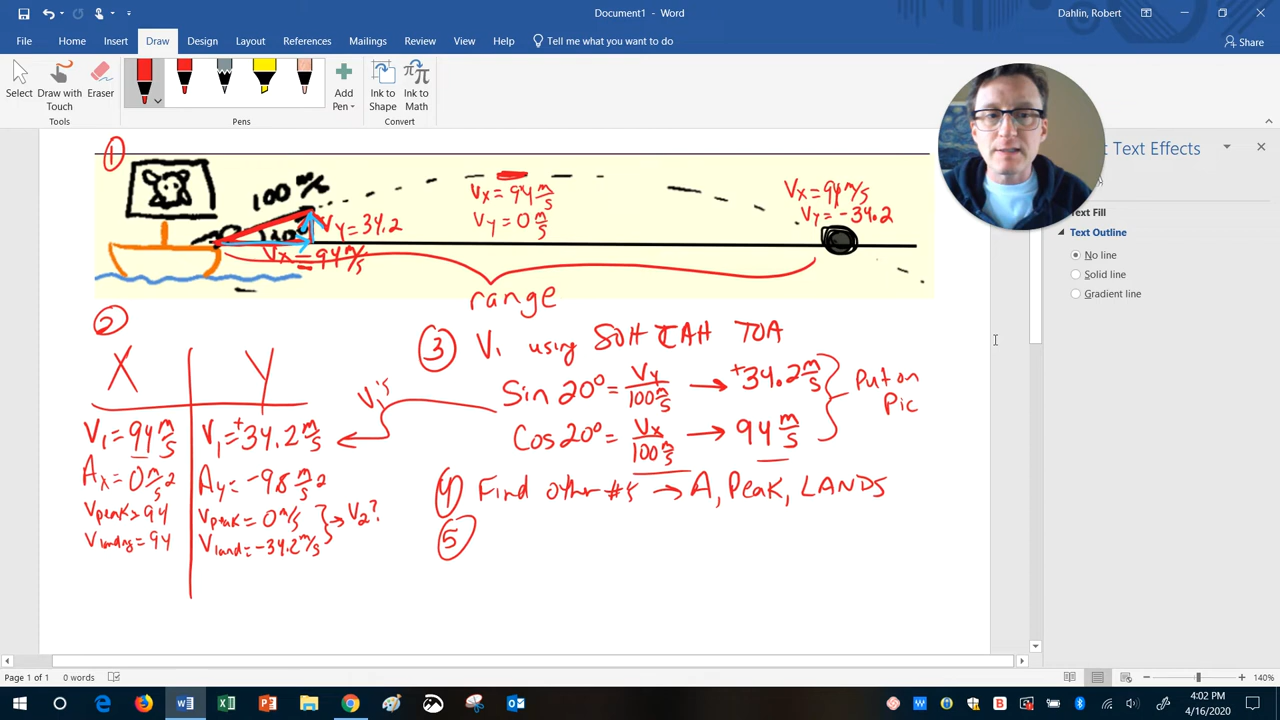 Document1 - Word
Dahlin, Robert
File Home Insert Draw Design Layout References Mailings Review View Help Tell me what you want to do
Share
Select
Draw with Touch
Eraser
Add Pen
Ink to Shape
Ink to Math
Tools
Pens
Convert
t Text Effects
Text Fill
Text Outline
No line
Solid line
Gradient line
①
100 m/s
Vy=34.2
Vx=94 m/s
Vx=94 m/s
Vy=0 m/s
Vx=94 m/s
Vy=-34.2
range
②
X Y
V₁=94 m/s V₁=+34.2 m/s
Ax=0 m/s² Ay=-9.8 m/s²
Vpeak=94 Vpeak=0 m/s
Vlands=94 Vland=-34.2 m/s
→V₂?
V₁'s
③ V₁ using SOH CAH TOA
Sin 20°= Vy/100 m/s → +34.2 m/s
Cos 20°= Vx/100 m/s → 94 m/s
Put on
Pic
④ Find other #s → A, Peak, LANDS
⑤
Page 1 of 1 0 words
140%
4:02 PM
4/16/2020